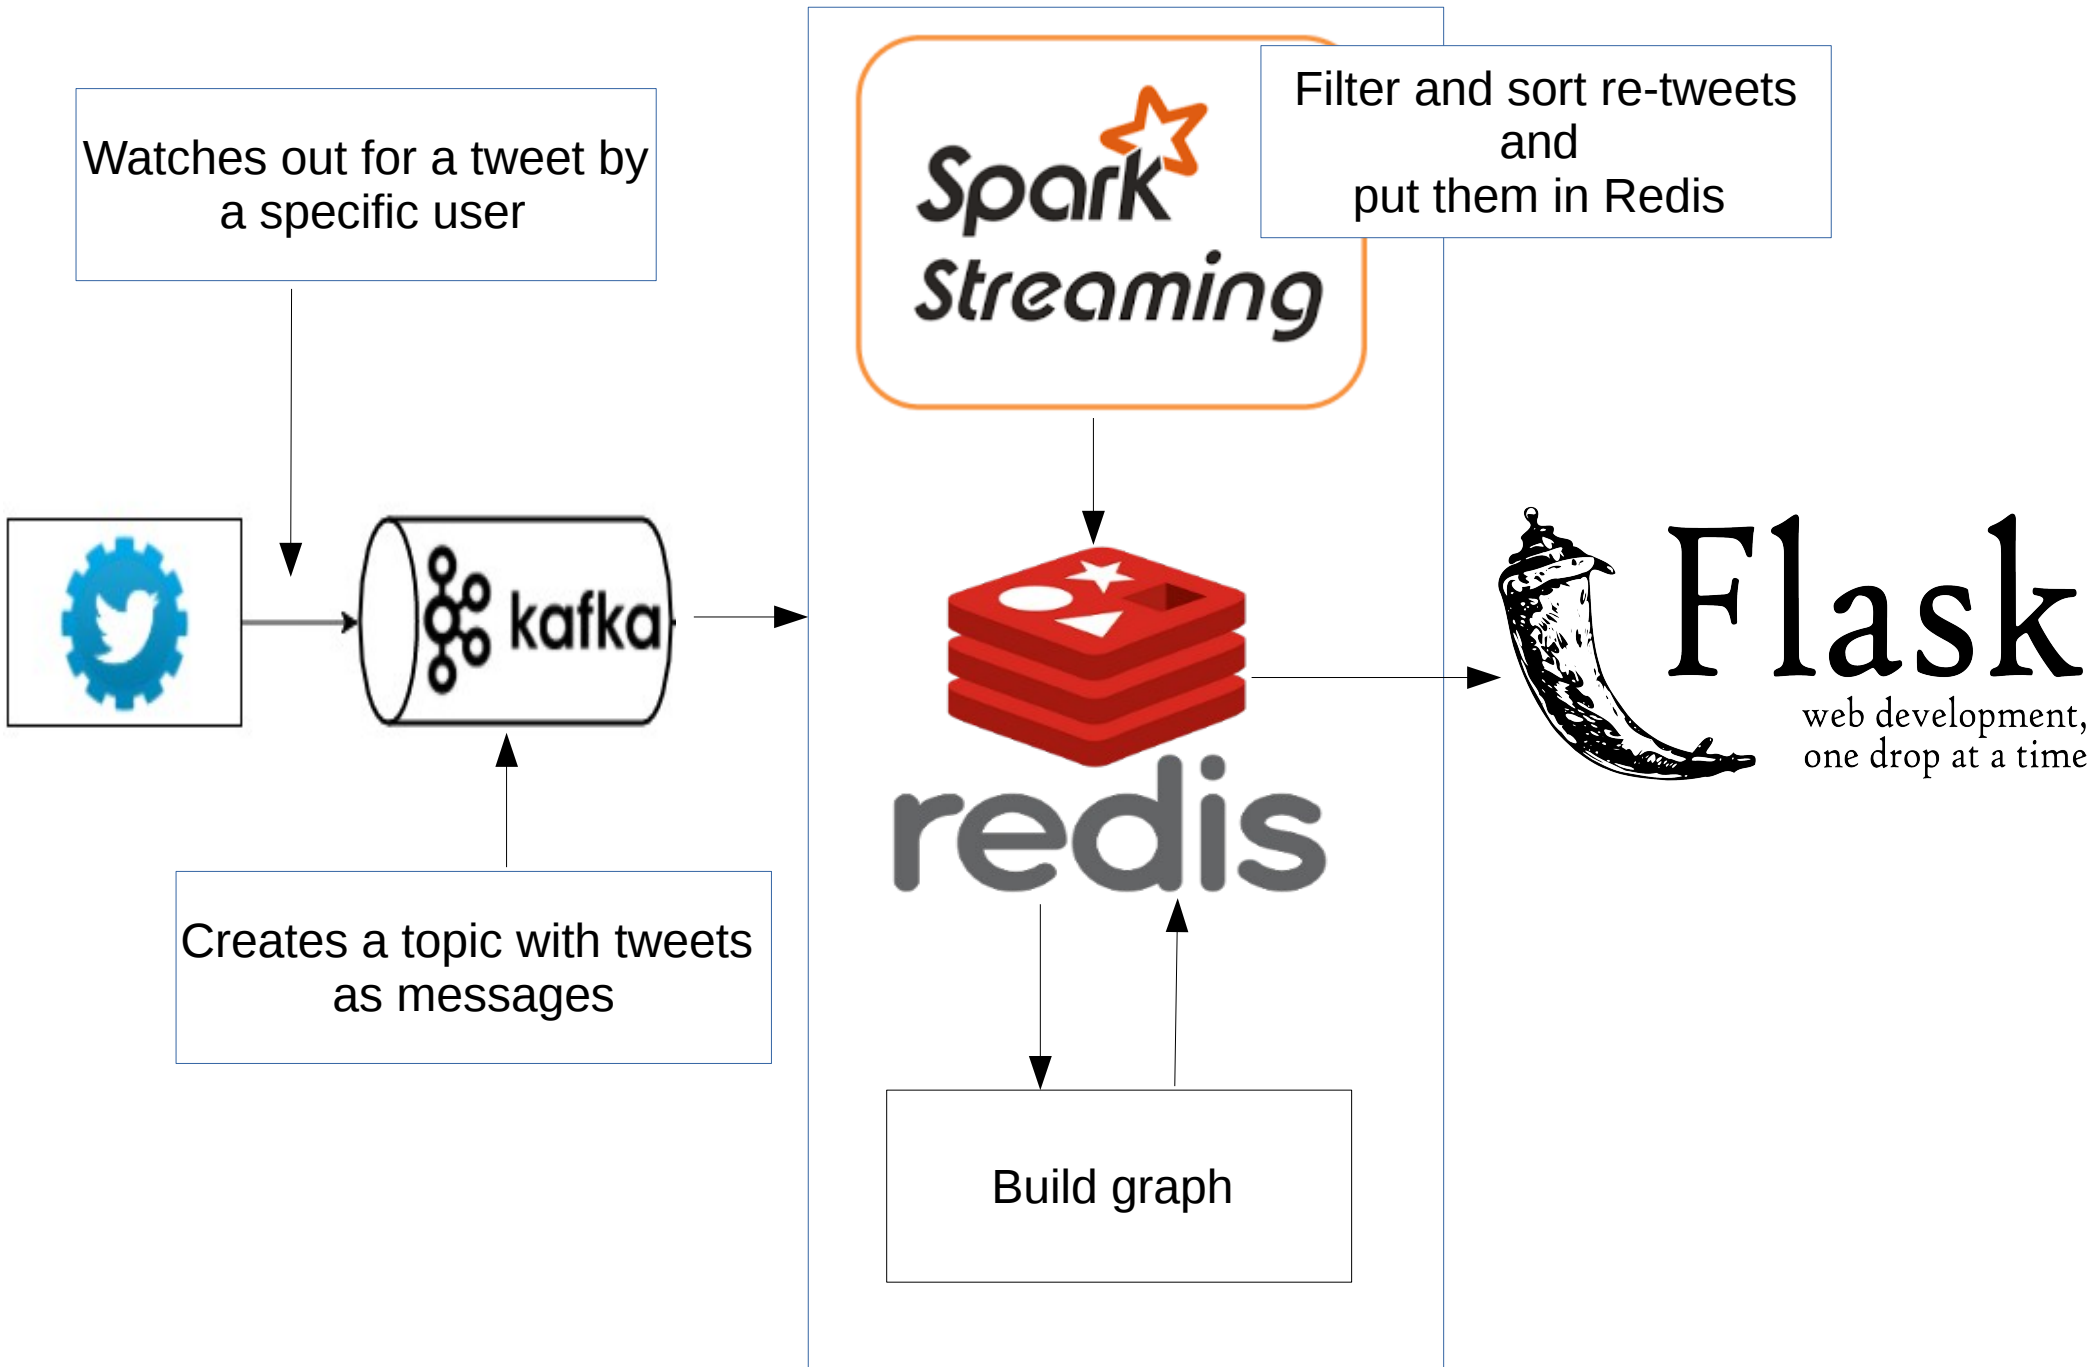 Watches out for a tweet by
a specific user
Spark
Streaming
Filter and sort re-tweets
and
put them in Redis
kafka
redis
Flask
web development,
one drop at a time
Creates a topic with tweets
as messages
Build graph